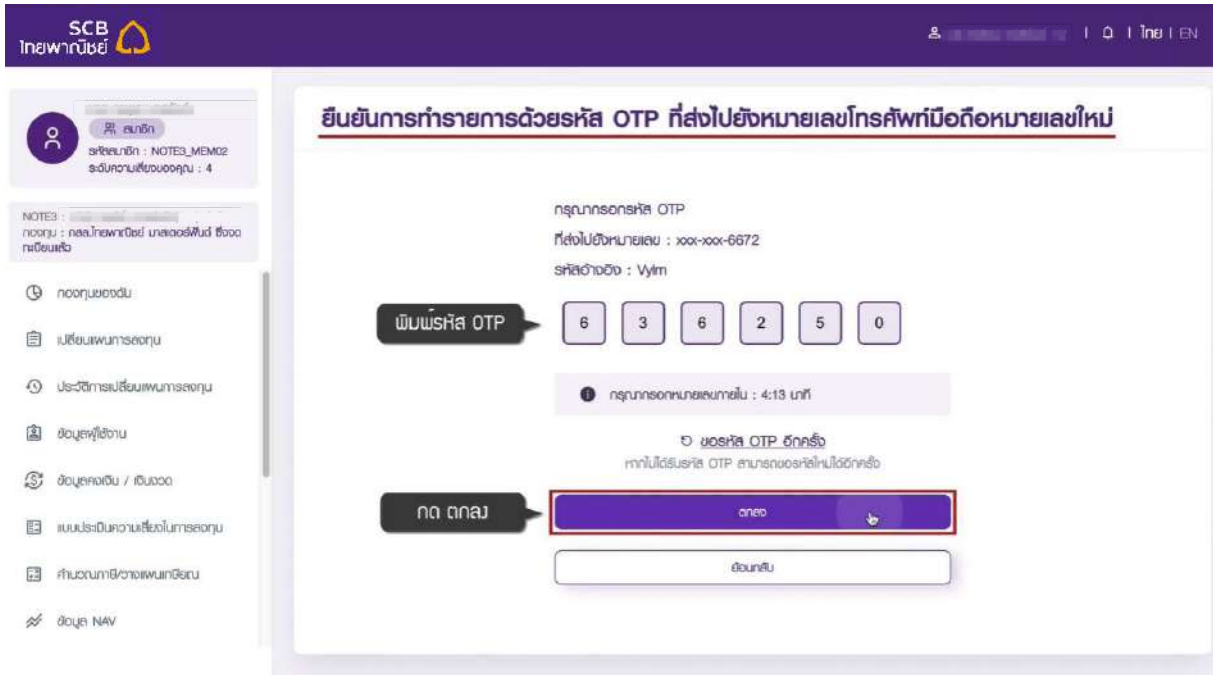 SCB
ไทยพาณิชย์
ไทย | EN
สมาชิก
รหัสสมาชิก : NOTE3_MEM02
ระดับความเสี่ยงของคุณ : 4
NOTE3 :
กองทุน : กสล.ไทยพาณิชย์ มาสเตอร์ฟันด์ ซึ่งจด
ทะเบียนแล้ว
กองทุนของฉัน
เปลี่ยนแผนการลงทุน
ประวัติการเปลี่ยนแผนการลงทุน
ข้อมูลผู้ใช้งาน
ข้อมูลคงเงิน / เงินงวด
แบบประเมินความเสี่ยงในการลงทุน
คำนวณภาษี/วางแผนเกษียณ
ข้อมูล NAV
ยืนยันการทำรายการด้วยรหัส OTP ที่ส่งไปยังหมายเลขโทรศัพท์มือถือหมายเลขใหม่
กรุณากรอกรหัส OTP
ที่ส่งไปยังหมายเลข : xxx-xxx-6672
รหัสอ้างอิง : Vylm
พิมพ์รหัส OTP
6 3 6 2 5 0
กรุณากรอกหมายเลขภายใน : 4:13 นาที
ขอรหัส OTP อีกครั้ง
หากไม่ได้รับรหัส OTP สามารถขอรหัสใหม่ได้อีกครั้ง
กด ตกลง
ตกลง
ย้อนกลับ